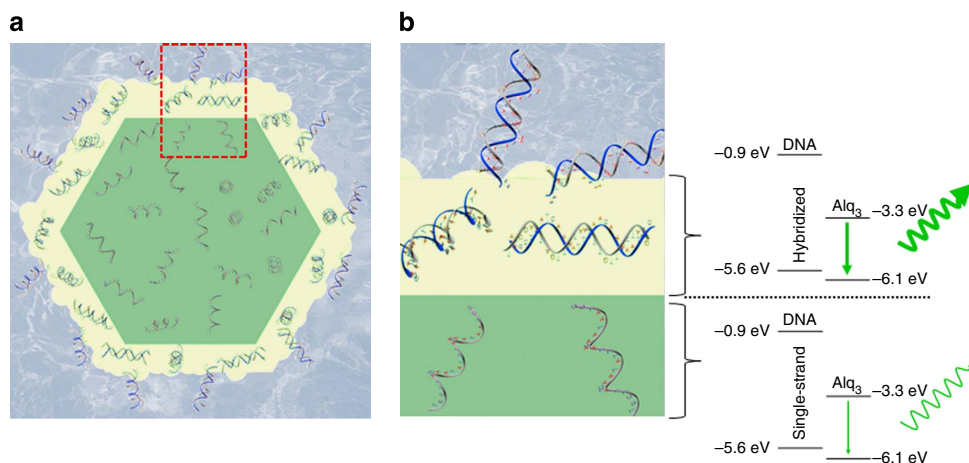 a
b
DNA
−0.9 eV
Hybridized
Alq3
−3.3 eV
−5.6 eV
−6.1 eV
DNA
−0.9 eV
Single-strand
Alq3
−3.3 eV
−5.6 eV
−6.1 eV